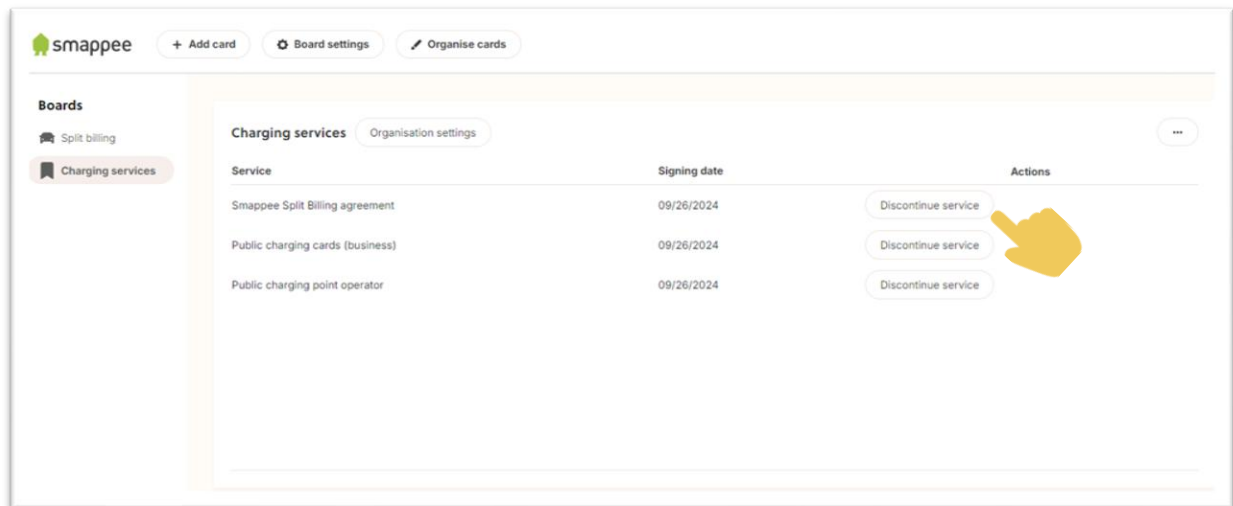 smappee + Add card Board settings Organise cards
Boards
Split billing
Charging services
Charging services Organisation settings ...
Service Signing date Actions
Smappee Split Billing agreement 09/26/2024 Discontinue service
Public charging cards (business) 09/26/2024 Discontinue service
Public charging point operator 09/26/2024 Discontinue service